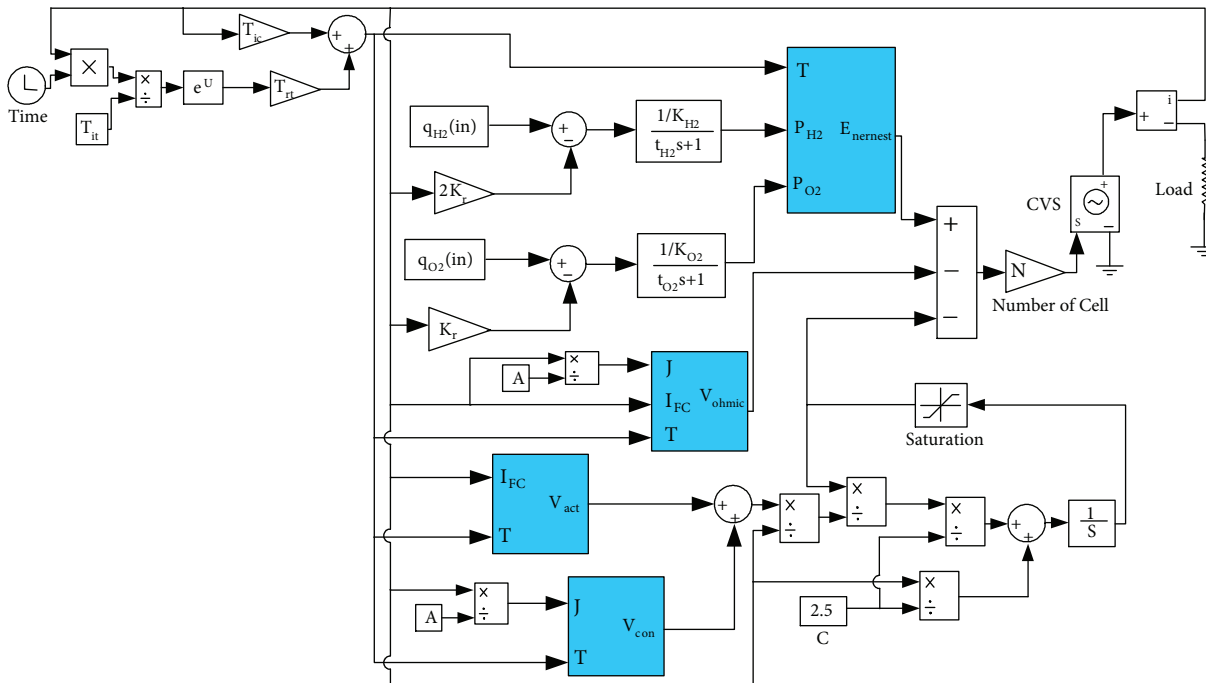 Time
×
×
÷
T_it
e^U
T_ic
T_rt
+
+
q_H2(in)
+
−
2K_r
1/K_H2
t_H2s+1
q_O2(in)
+
−
K_r
1/K_O2
t_O2s+1
T
P_H2
P_O2
E_nernest
A
×
÷
J
I_FC
T
V_ohmic
I_FC
T
V_act
A
×
÷
J
T
V_con
+
+
×
÷
×
÷
×
÷
×
÷
2.5
C
+
+
1
S
Saturation
+
−
−
N
Number of Cell
CVS
+
s
−
+
i
−
Load